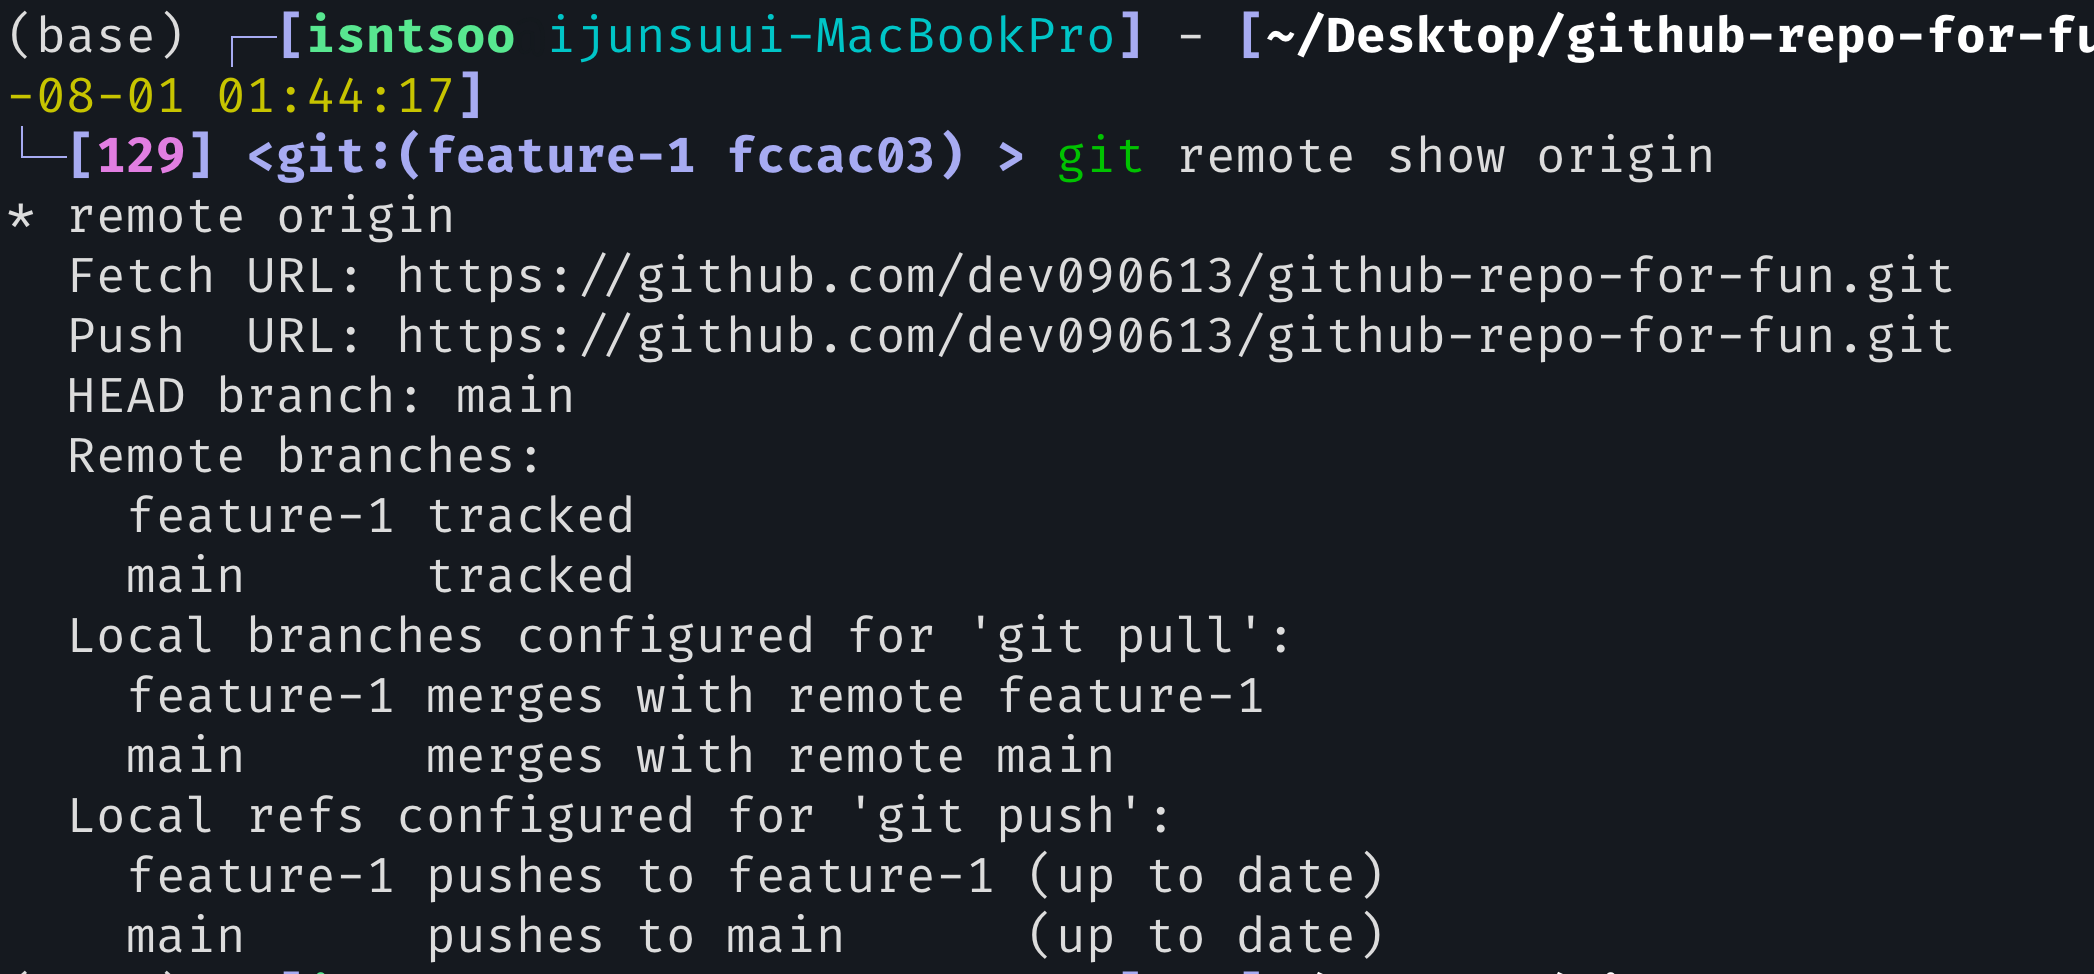 (base) ┌─[isntsoo ijunsuui-MacBookPro] - [~/Desktop/github-repo-for-fu
-08-01 01:44:17]
└─[129] <git:(feature-1 fccac03) > git remote show origin
* remote origin
  Fetch URL: https://github.com/dev090613/github-repo-for-fun.git
  Push  URL: https://github.com/dev090613/github-repo-for-fun.git
  HEAD branch: main
  Remote branches:
    feature-1 tracked
    main      tracked
  Local branches configured for 'git pull':
    feature-1 merges with remote feature-1
    main      merges with remote main
  Local refs configured for 'git push':
    feature-1 pushes to feature-1 (up to date)
    main      pushes to main      (up to date)